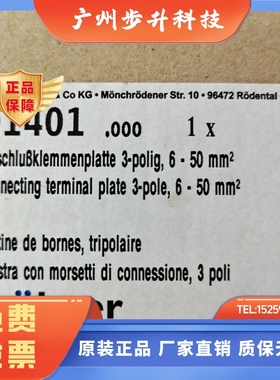 广州步升科技
正品保障
& Co KG • Mönchrödener Str. 10 • 96472 Rödental
01401 .000 1 x
schlußklemmenplatte 3-polig, 6 - 50 mm²
necting terminal plate 3-pole, 6 - 50 mm²
tine de bornes, tripolaire
stra con morsetti di connessione, 3 poli
免费
发票
TEL:1525
原装正品 厂家直销 质保一年